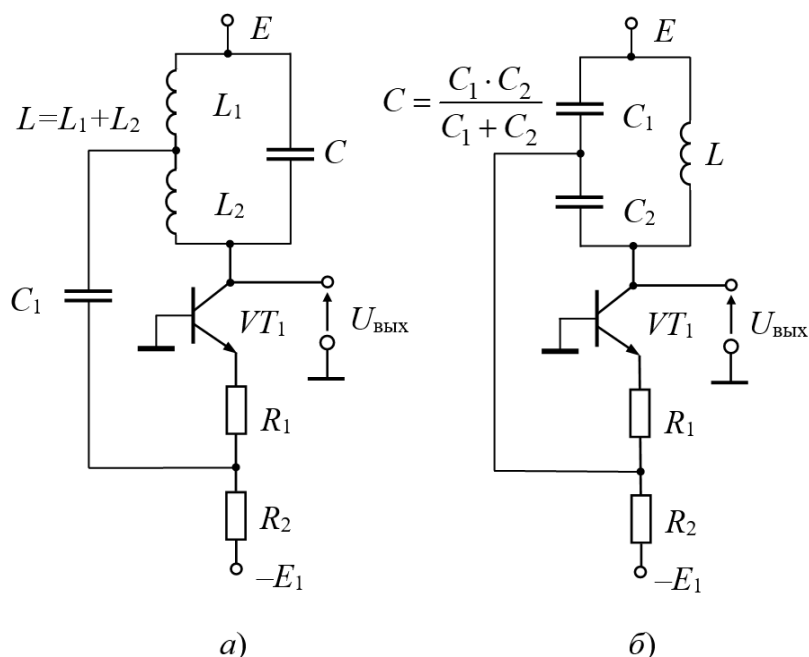 E
L=L₁+L₂
L₁
C
L₂
C₁
VT₁
Uвых
R₁
R₂
–E₁
а)
E
C = C₁ · C₂ / C₁ + C₂
C₁
L
C₂
VT₁
Uвых
R₁
R₂
–E₁
б)